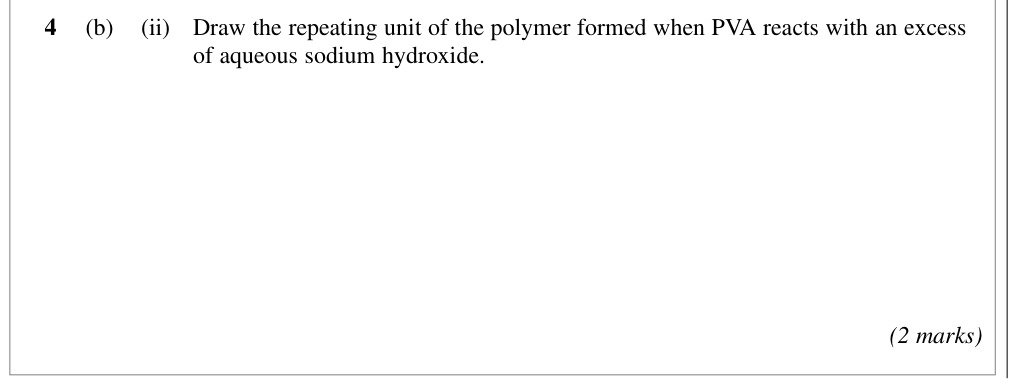 4 (b) (ii) Draw the repeating unit of the polymer formed when PVA reacts with an excess
of aqueous sodium hydroxide.
(2 marks)